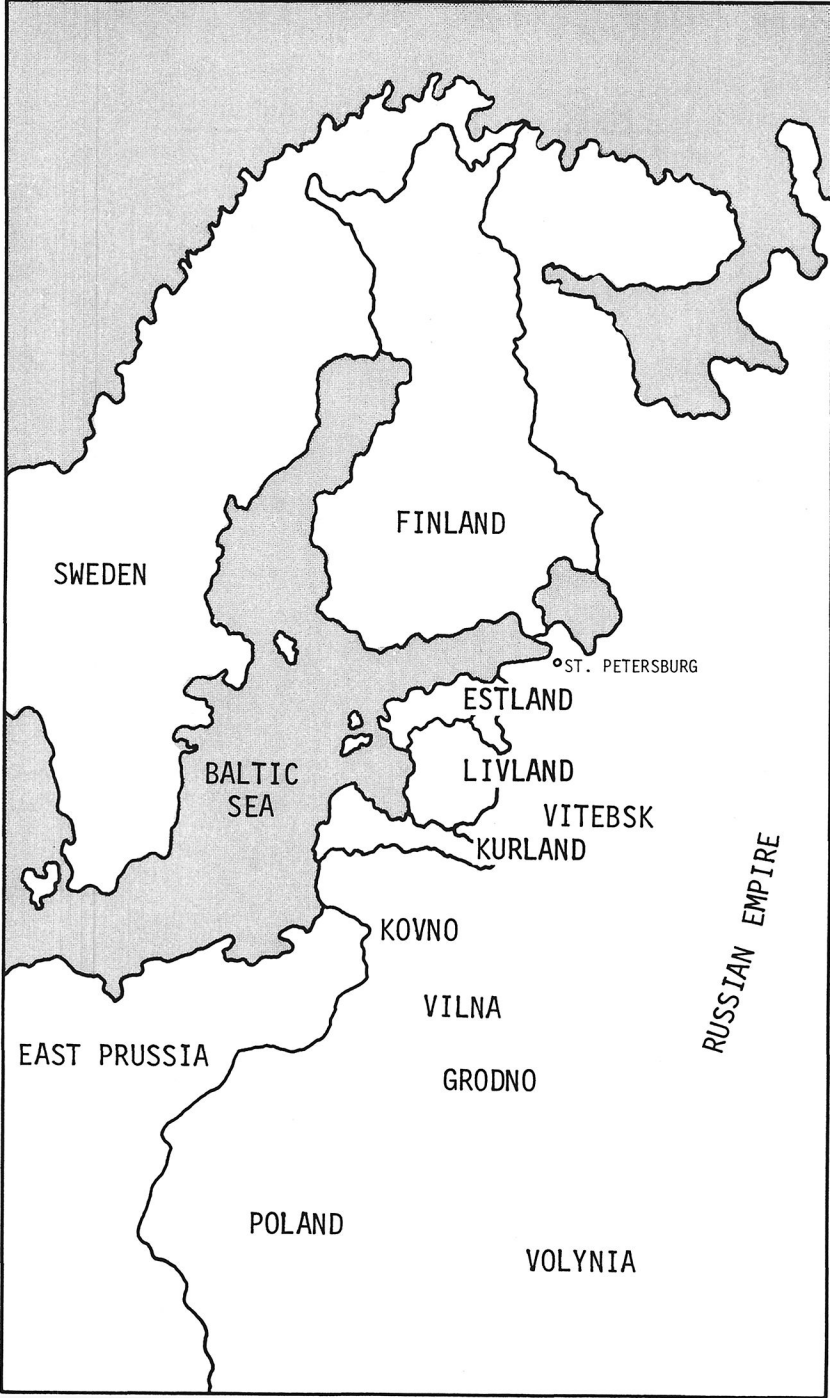 FINLAND
SWEDEN
ST. PETERSBURG
ESTLAND
BALTIC
SEA
LIVLAND
VITEBSK
KURLAND
RUSSIAN EMPIRE
KOVNO
VILNA
EAST PRUSSIA
GRODNO
POLAND
VOLYNIA